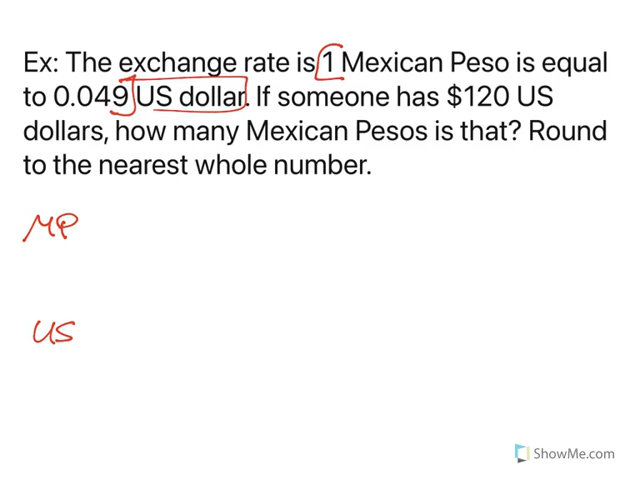 Ex: The exchange rate is 1 Mexican Peso is equal
to 0.049 US dollar. If someone has $120 US
dollars, how many Mexican Pesos is that? Round
to the nearest whole number.
MP
US
ShowMe.com